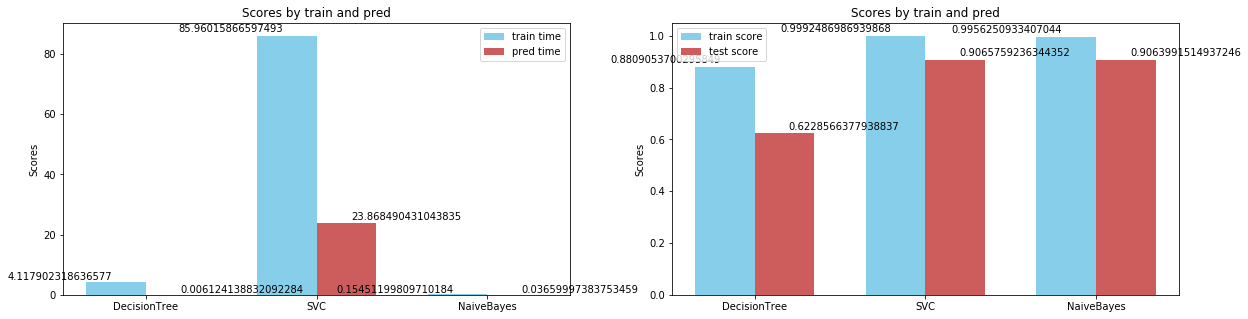 Scores by train and pred
85.96015866597493
train time
pred time
80
60
40
20
0
Scores
23.868490431043835
4.117902318636577
0.006124138832092284
0.15451199809710184
0.03659997383753459
DecisionTree
SVC
NaiveBayes
Scores by train and pred
train score
test score
0.9992486986939868
0.9956250933407044
0.9065759236344352
0.9063991514937246
0.6228566377938837
1.0
0.8
0.6
0.4
0.2
0.0
Scores
DecisionTree
SVC
NaiveBayes